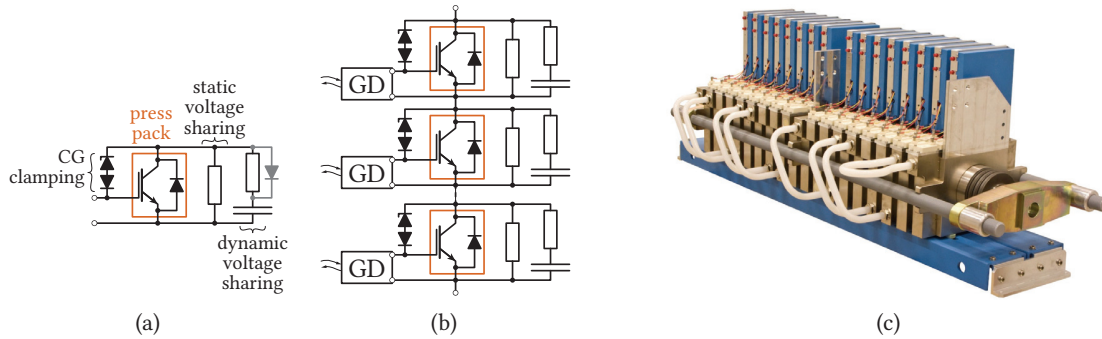 static
voltage
sharing
press
pack
CG
clamping
dynamic
voltage
sharing
(a)
GD
GD
GD
(b)
(c)